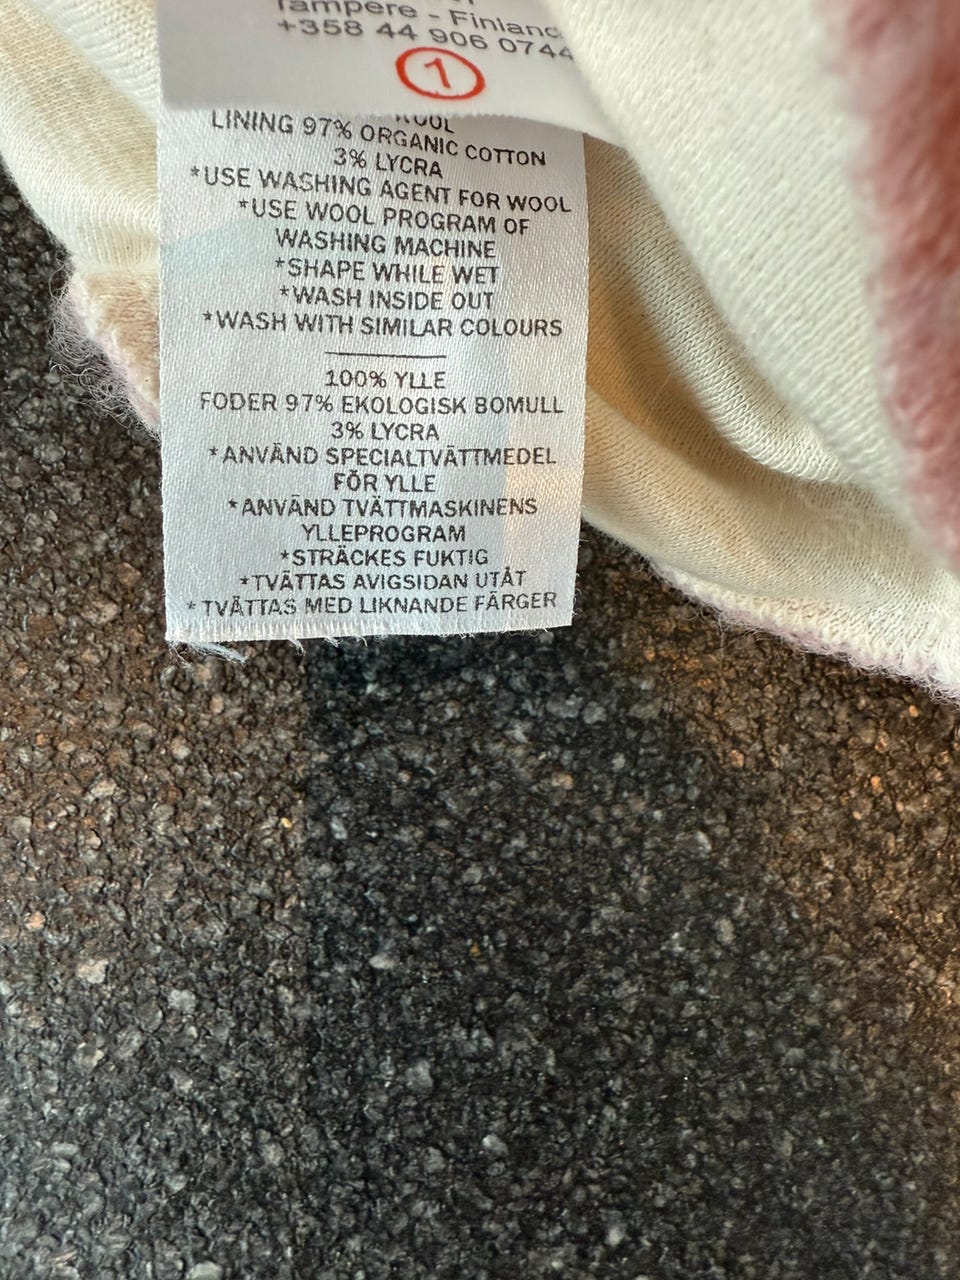 Tampere - Finland
+358 44 906 0744
1
WOOL
LINING 97% ORGANIC COTTON
3% LYCRA
*USE WASHING AGENT FOR WOOL
*USE WOOL PROGRAM OF
WASHING MACHINE
*SHAPE WHILE WET
*WASH INSIDE OUT
*WASH WITH SIMILAR COLOURS
100% YLLE
FODER 97% EKOLOGISK BOMULL
3% LYCRA
*ANVÄND SPECIALTVÄTTMEDEL
FÖR YLLE
*ANVÄND TVÄTTMASKINENS
YLLEPROGRAM
*STRÄCKES FUKTIG
*TVÄTTAS AVIGSIDAN UTÅT
*TVÄTTAS MED LIKNANDE FÄRGER